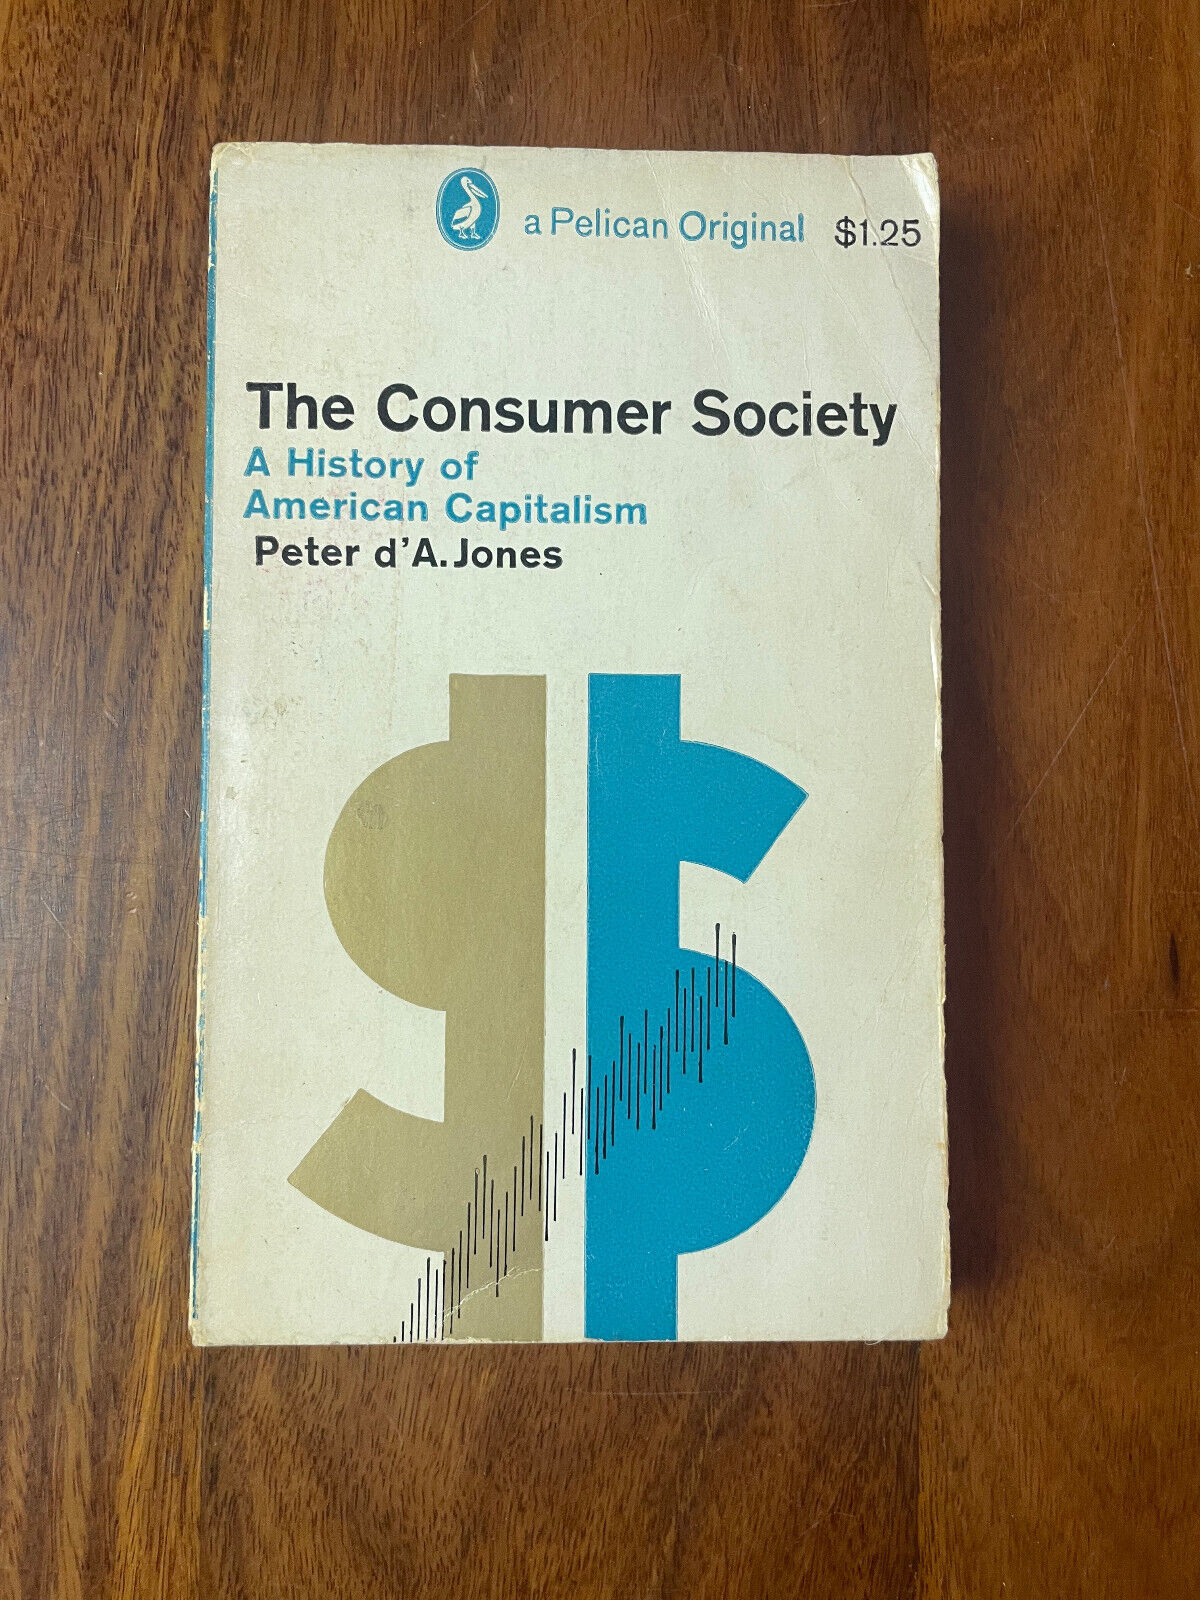 a Pelican Original $1.25
The Consumer Society
A History of
American Capitalism
Peter d'A. Jones